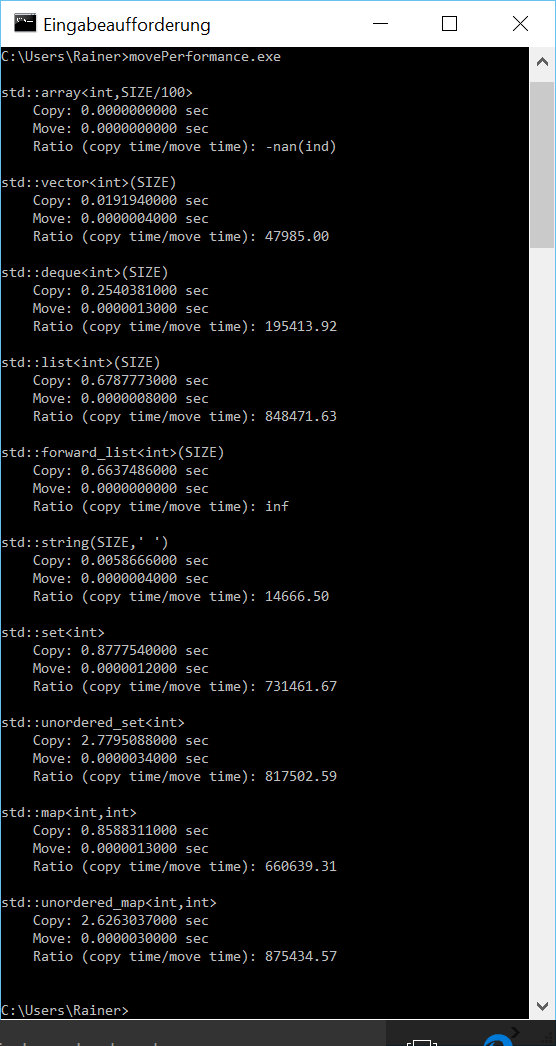 Eingabeaufforderung
C:\Users\Rainer>movePerformance.exe
std::array<int,SIZE/100>
Copy: 0.0000000000 sec
Move: 0.0000000000 sec
Ratio (copy time/move time): -nan(ind)
std::vector<int>(SIZE)
Copy: 0.0191940000 sec
Move: 0.0000004000 sec
Ratio (copy time/move time): 47985.00
std::deque<int>(SIZE)
Copy: 0.2540381000 sec
Move: 0.0000013000 sec
Ratio (copy time/move time): 195413.92
std::list<int>(SIZE)
Copy: 0.6787773000 sec
Move: 0.0000008000 sec
Ratio (copy time/move time): 848471.63
std::forward_list<int>(SIZE)
Copy: 0.6637486000 sec
Move: 0.0000000000 sec
Ratio (copy time/move time): inf
std::string(SIZE,' ')
Copy: 0.0058666000 sec
Move: 0.0000004000 sec
Ratio (copy time/move time): 14666.50
std::set<int>
Copy: 0.8777540000 sec
Move: 0.0000012000 sec
Ratio (copy time/move time): 731461.67
std::unordered_set<int>
Copy: 2.7795088000 sec
Move: 0.0000034000 sec
Ratio (copy time/move time): 817502.59
std::map<int,int>
Copy: 0.8588311000 sec
Move: 0.0000013000 sec
Ratio (copy time/move time): 660639.31
std::unordered_map<int,int>
Copy: 2.6263037000 sec
Move: 0.0000030000 sec
Ratio (copy time/move time): 875434.57
C:\Users\Rainer>